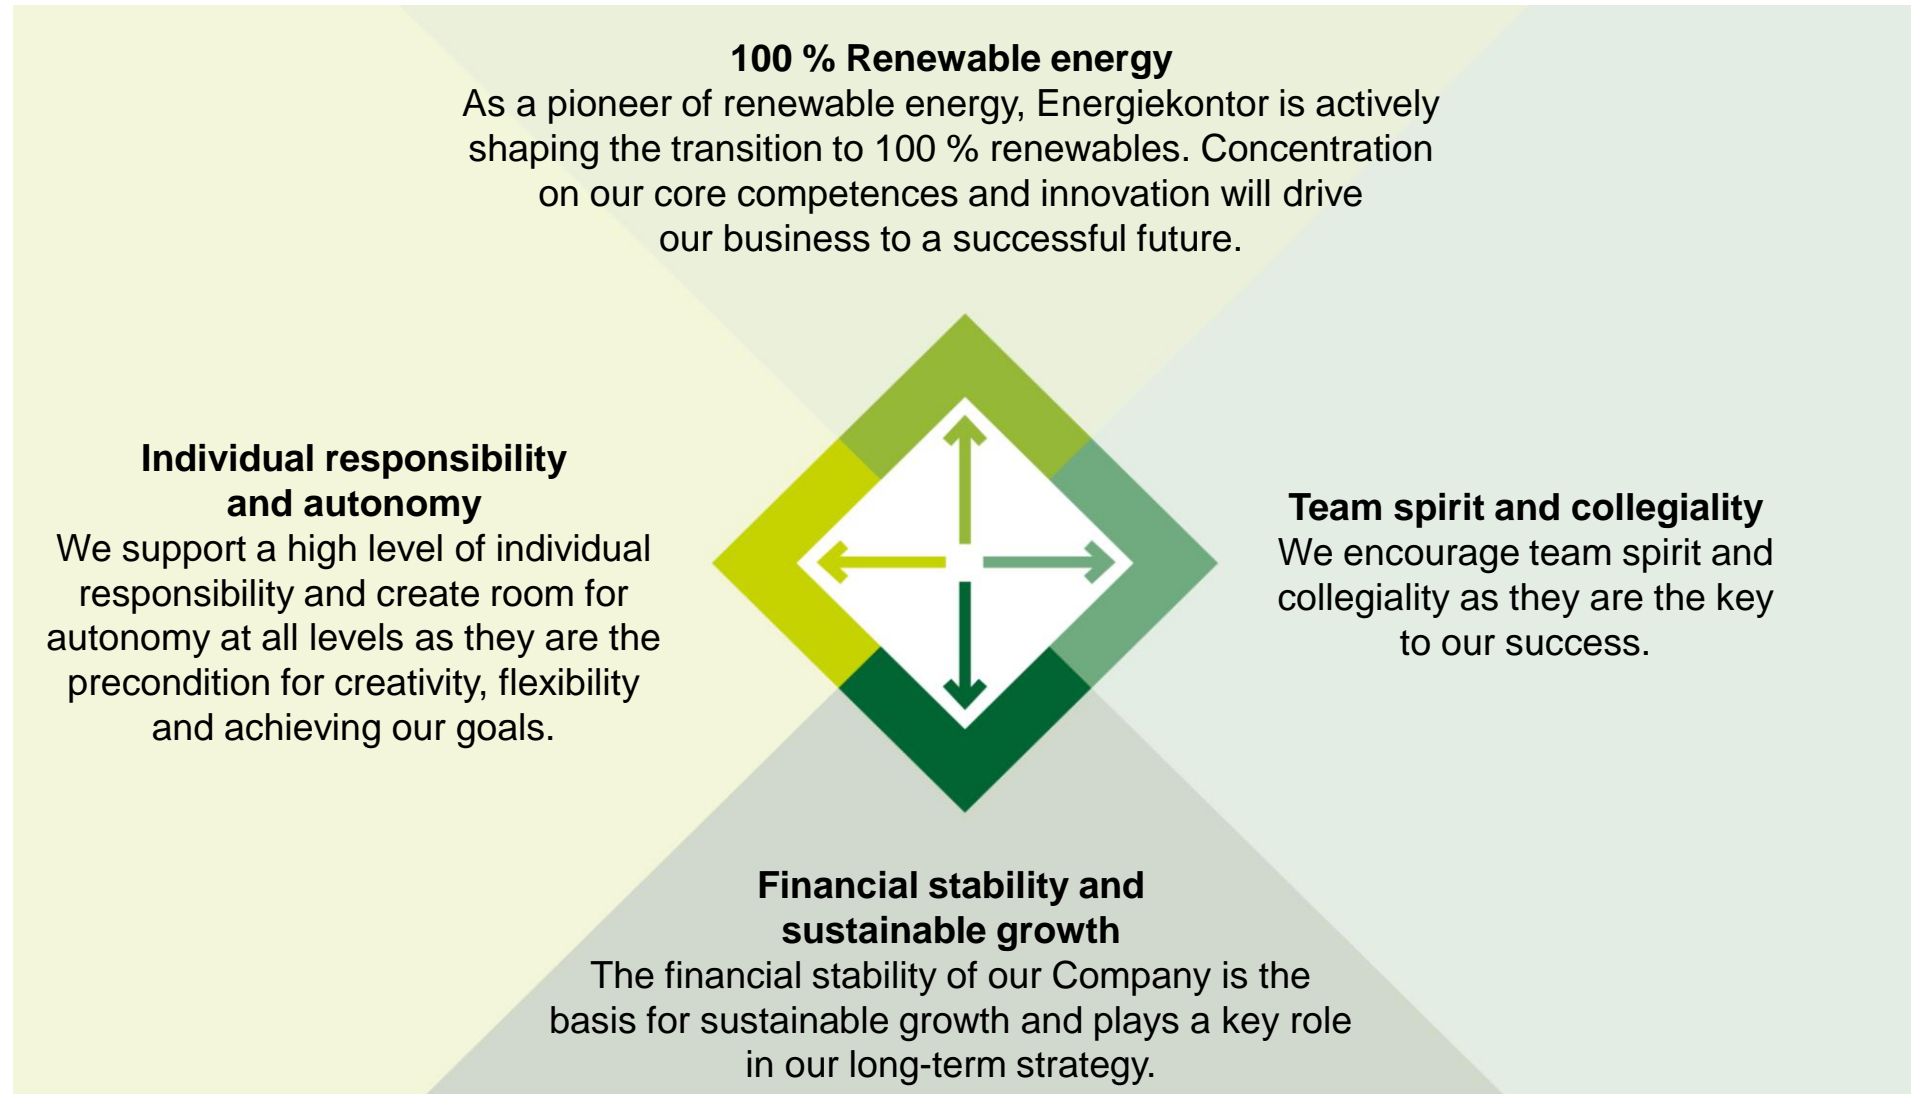 100 % Renewable energy
As a pioneer of renewable energy, Energiekontor is actively
shaping the transition to 100 % renewables. Concentration
on our core competences and innovation will drive
our business to a successful future.
Individual responsibility
and autonomy
We support a high level of individual
responsibility and create room for
autonomy at all levels as they are the
precondition for creativity, flexibility
and achieving our goals.
Team spirit and collegiality
We encourage team spirit and
collegiality as they are the key
to our success.
Financial stability and
sustainable growth
The financial stability of our Company is the
basis for sustainable growth and plays a key role
in our long-term strategy.